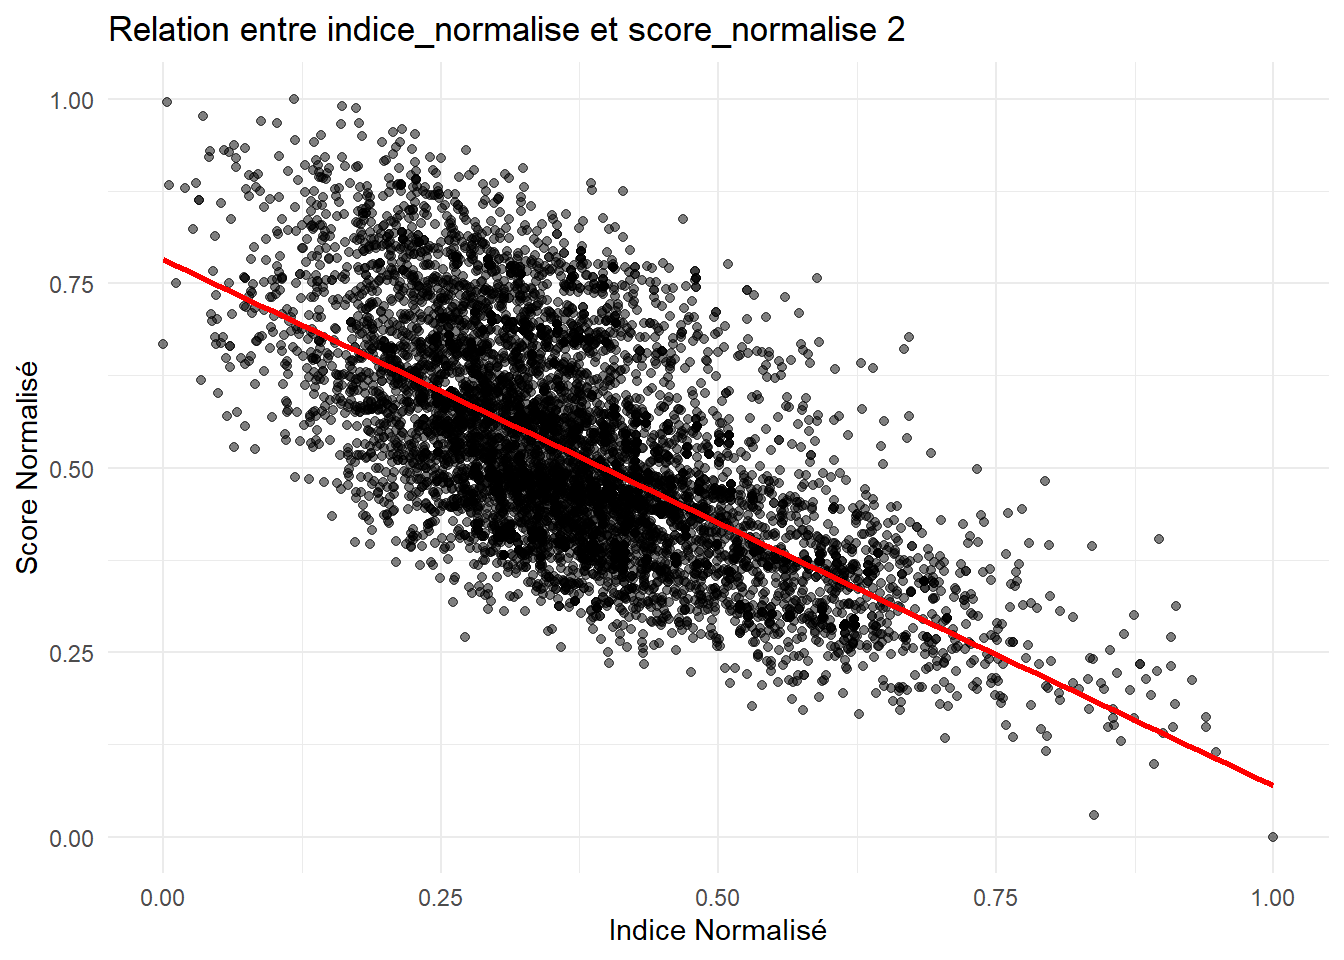 Relation entre indice_normalise et score_normalise 2
1.00
0.75
0.50
0.25
0.00
Score Normalisé
0.00 0.25 0.50 0.75 1.00
Indice Normalisé